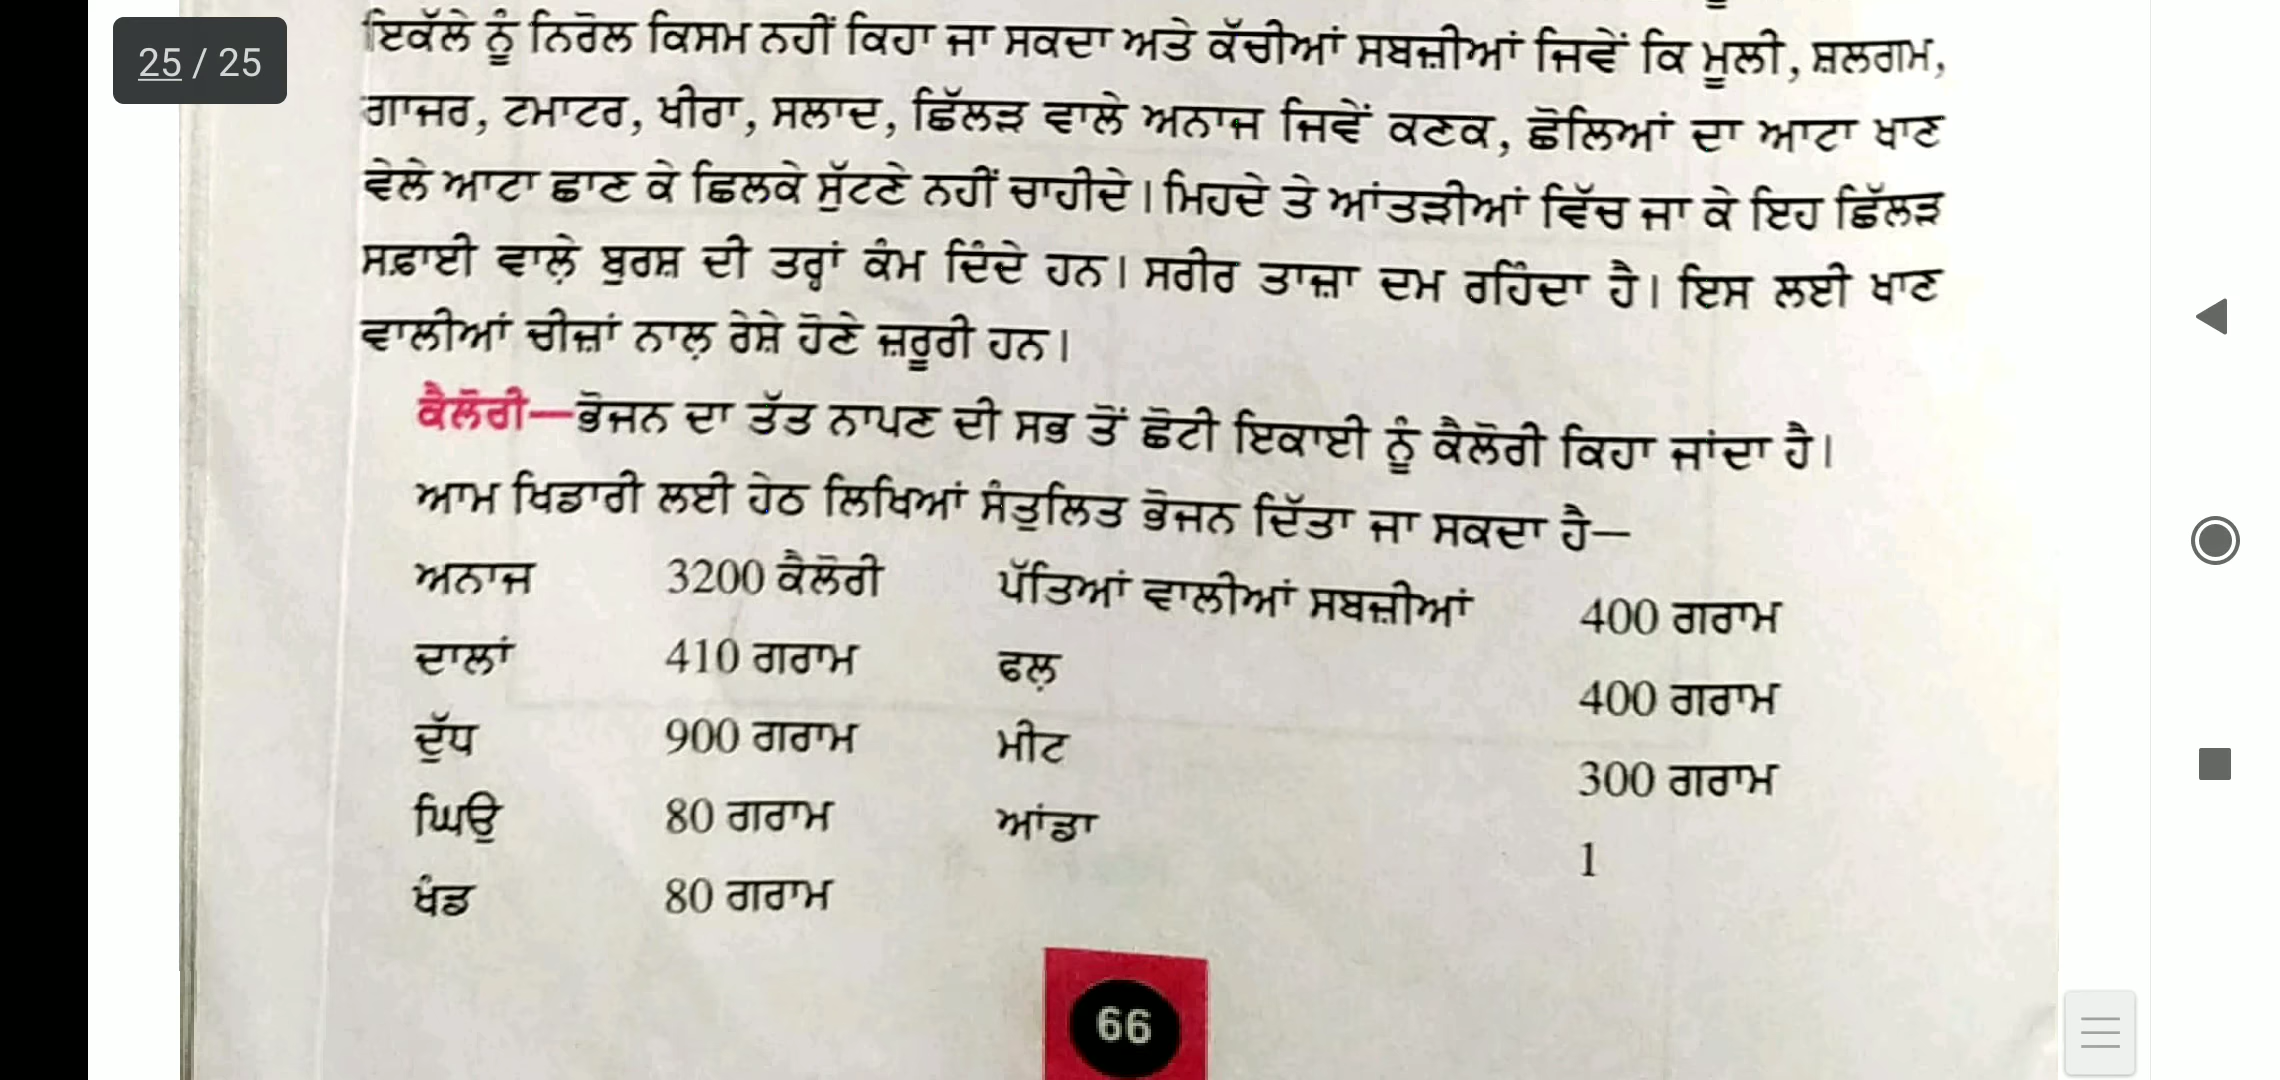 25 / 25
ਇਕੱਲੇ ਨੂੰ ਨਿਰੋਲ ਕਿਸਮ ਨਹੀਂ ਕਿਹਾ ਜਾ ਸਕਦਾ ਅਤੇ ਕੱਚੀਆਂ ਸਬਜ਼ੀਆਂ ਜਿਵੇਂ ਕਿ ਮੂਲੀ, ਸ਼ਲਗਮ,
ਗਾਜਰ, ਟਮਾਟਰ, ਖੀਰਾ, ਸਲਾਦ, ਛਿੱਲੜ ਵਾਲੇ ਅਨਾਜ ਜਿਵੇਂ ਕਣਕ, ਛੋਲਿਆਂ ਦਾ ਆਟਾ ਖਾਣ
ਵੇਲੇ ਆਟਾ ਛਾਣ ਕੇ ਛਿਲਕੇ ਸੁੱਟਣੇ ਨਹੀਂ ਚਾਹੀਦੇ। ਮਿਹਦੇ ਤੇ ਆਂਤੜੀਆਂ ਵਿੱਚ ਜਾ ਕੇ ਇਹ ਛਿੱਲੜ
ਸਫ਼ਾਈ ਵਾਲ਼ੇ ਬੁਰਸ਼ ਦੀ ਤਰ੍ਹਾਂ ਕੰਮ ਦਿੰਦੇ ਹਨ। ਸਰੀਰ ਤਾਜ਼ਾ ਦਮ ਰਹਿੰਦਾ ਹੈ। ਇਸ ਲਈ ਖਾਣ
ਵਾਲੀਆਂ ਚੀਜ਼ਾਂ ਨਾਲ਼ ਰੇਸ਼ੇ ਹੋਣੇ ਜ਼ਰੂਰੀ ਹਨ।
ਕੈਲੋਰੀ—ਭੋਜਨ ਦਾ ਤੱਤ ਨਾਪਣ ਦੀ ਸਭ ਤੋਂ ਛੋਟੀ ਇਕਾਈ ਨੂੰ ਕੈਲੋਰੀ ਕਿਹਾ ਜਾਂਦਾ ਹੈ।
ਆਮ ਖਿਡਾਰੀ ਲਈ ਹੇਠ ਲਿਖਿਆਂ ਸੰਤੁਲਿਤ ਭੋਜਨ ਦਿੱਤਾ ਜਾ ਸਕਦਾ ਹੈ—
ਅਨਾਜ 3200 ਕੈਲੋਰੀ ਪੱਤਿਆਂ ਵਾਲੀਆਂ ਸਬਜ਼ੀਆਂ 400 ਗਰਾਮ
ਦਾਲਾਂ 410 ਗਰਾਮ ਫਲ਼ 400 ਗਰਾਮ
ਦੁੱਧ 900 ਗਰਾਮ ਮੀਟ 300 ਗਰਾਮ
ਘਿਉ 80 ਗਰਾਮ ਆਂਡਾ 1
ਖੰਡ 80 ਗਰਾਮ
66